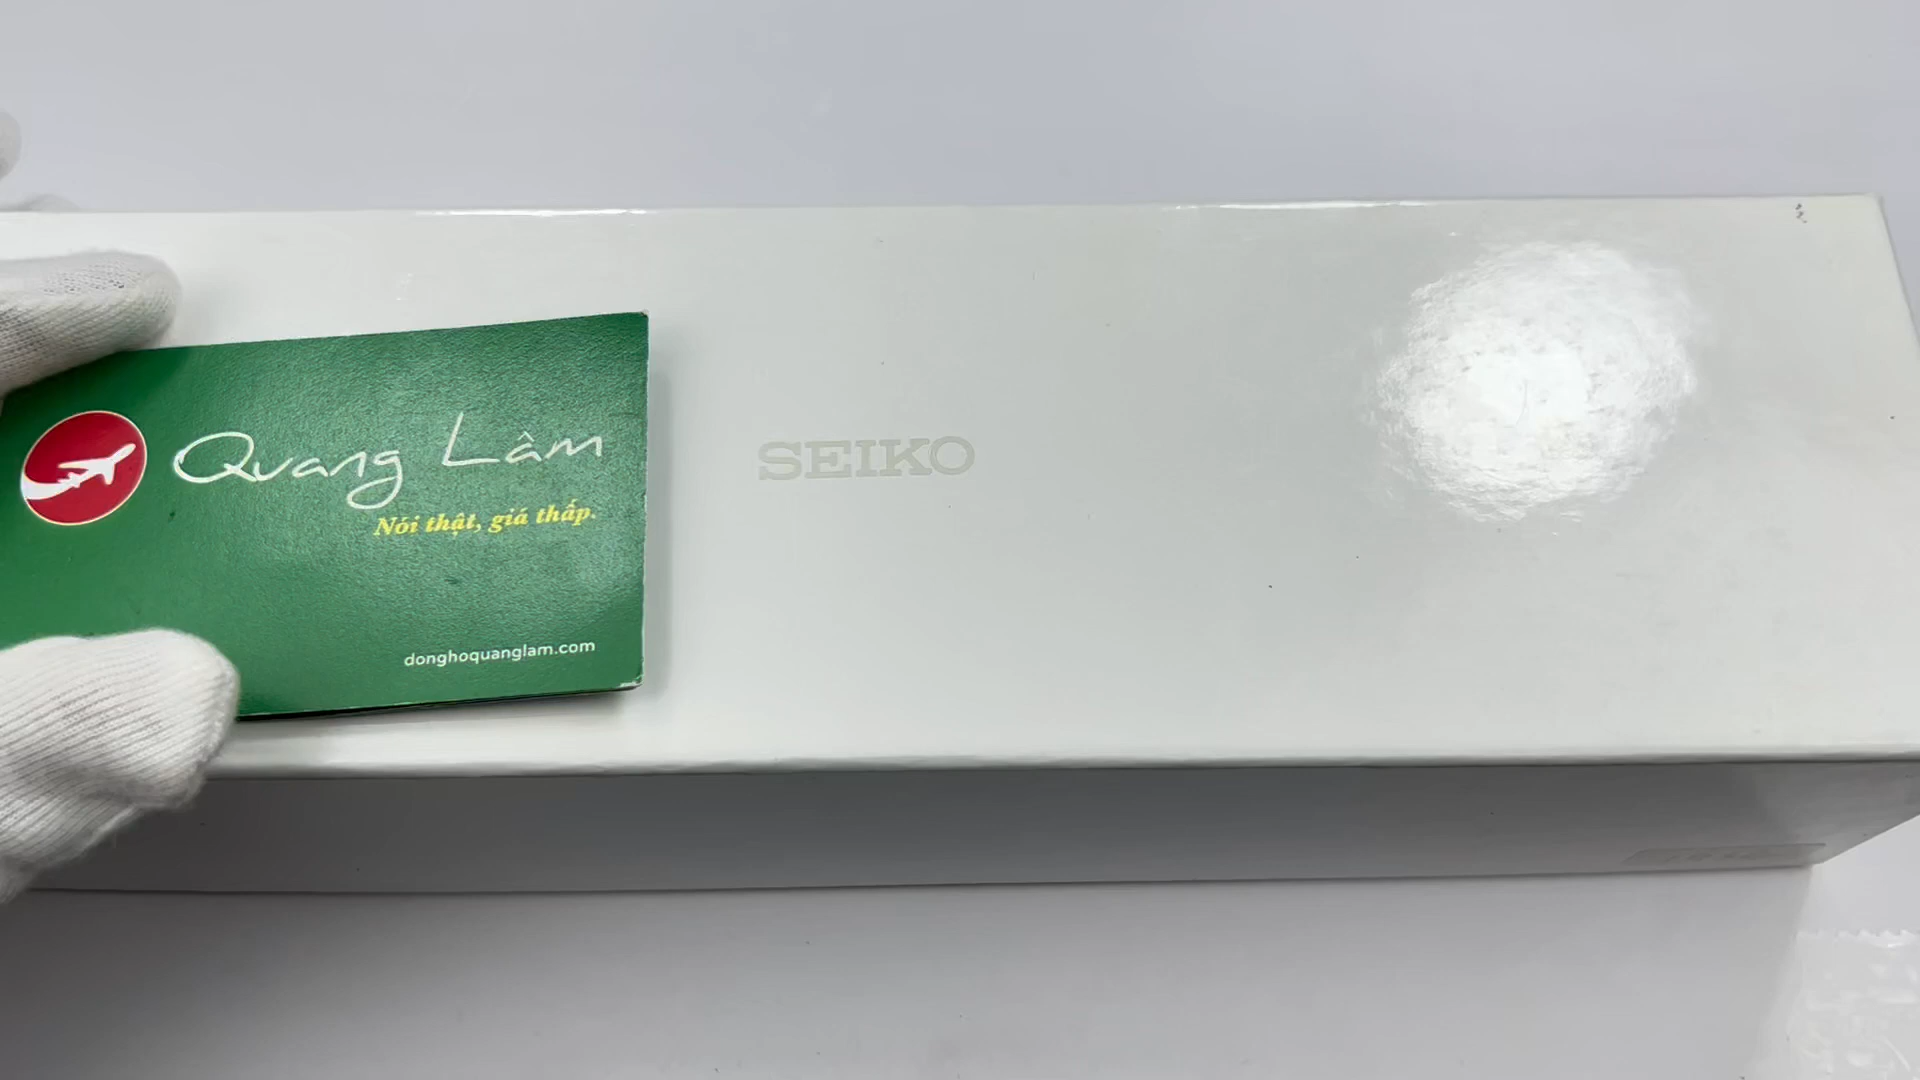 Quang Lâm
Nói thật, giá thấp.
donghoquanglam.com
SEIKO